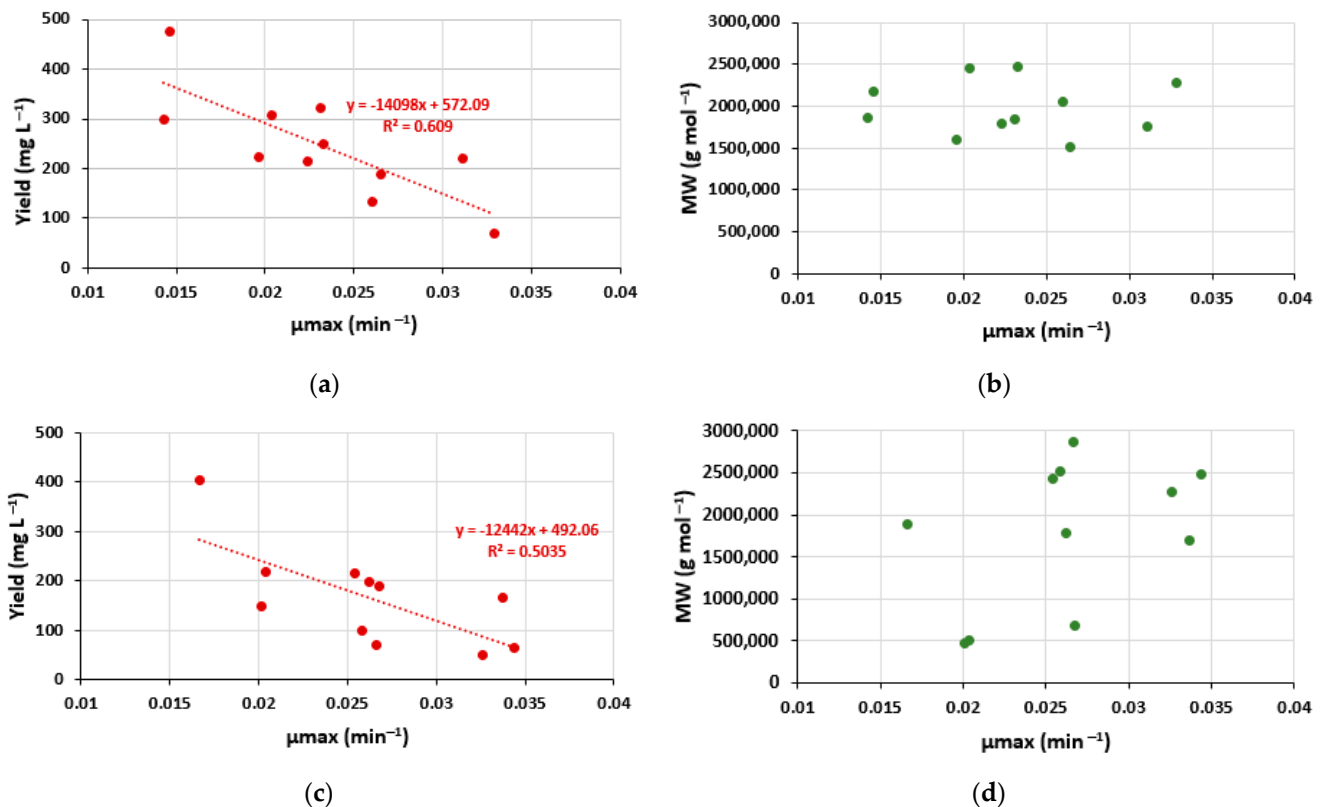 500
400
300
200
100
0
Yield (mg L⁻¹)
y = -14098x + 572.09
R² = 0.609
0.01 0.015 0.02 0.025 0.03 0.035 0.04
μmax (min ⁻¹)
(a)
3000,000
2500,000
2000,000
1500,000
1000,000
500,000
0
MW (g mol ⁻¹)
0.01 0.015 0.02 0.025 0.03 0.035 0.04
μmax (min ⁻¹)
(b)
500
400
300
200
100
0
Yield (mg L⁻¹)
y = -12442x + 492.06
R² = 0.5035
0.01 0.015 0.02 0.025 0.03 0.035 0.04
μmax (min⁻¹)
(c)
3000,000
2500,000
2000,000
1500,000
1000,000
500,000
0
MW (g mol ⁻¹)
0.01 0.015 0.02 0.025 0.03 0.035 0.04
μmax (min ⁻¹)
(d)